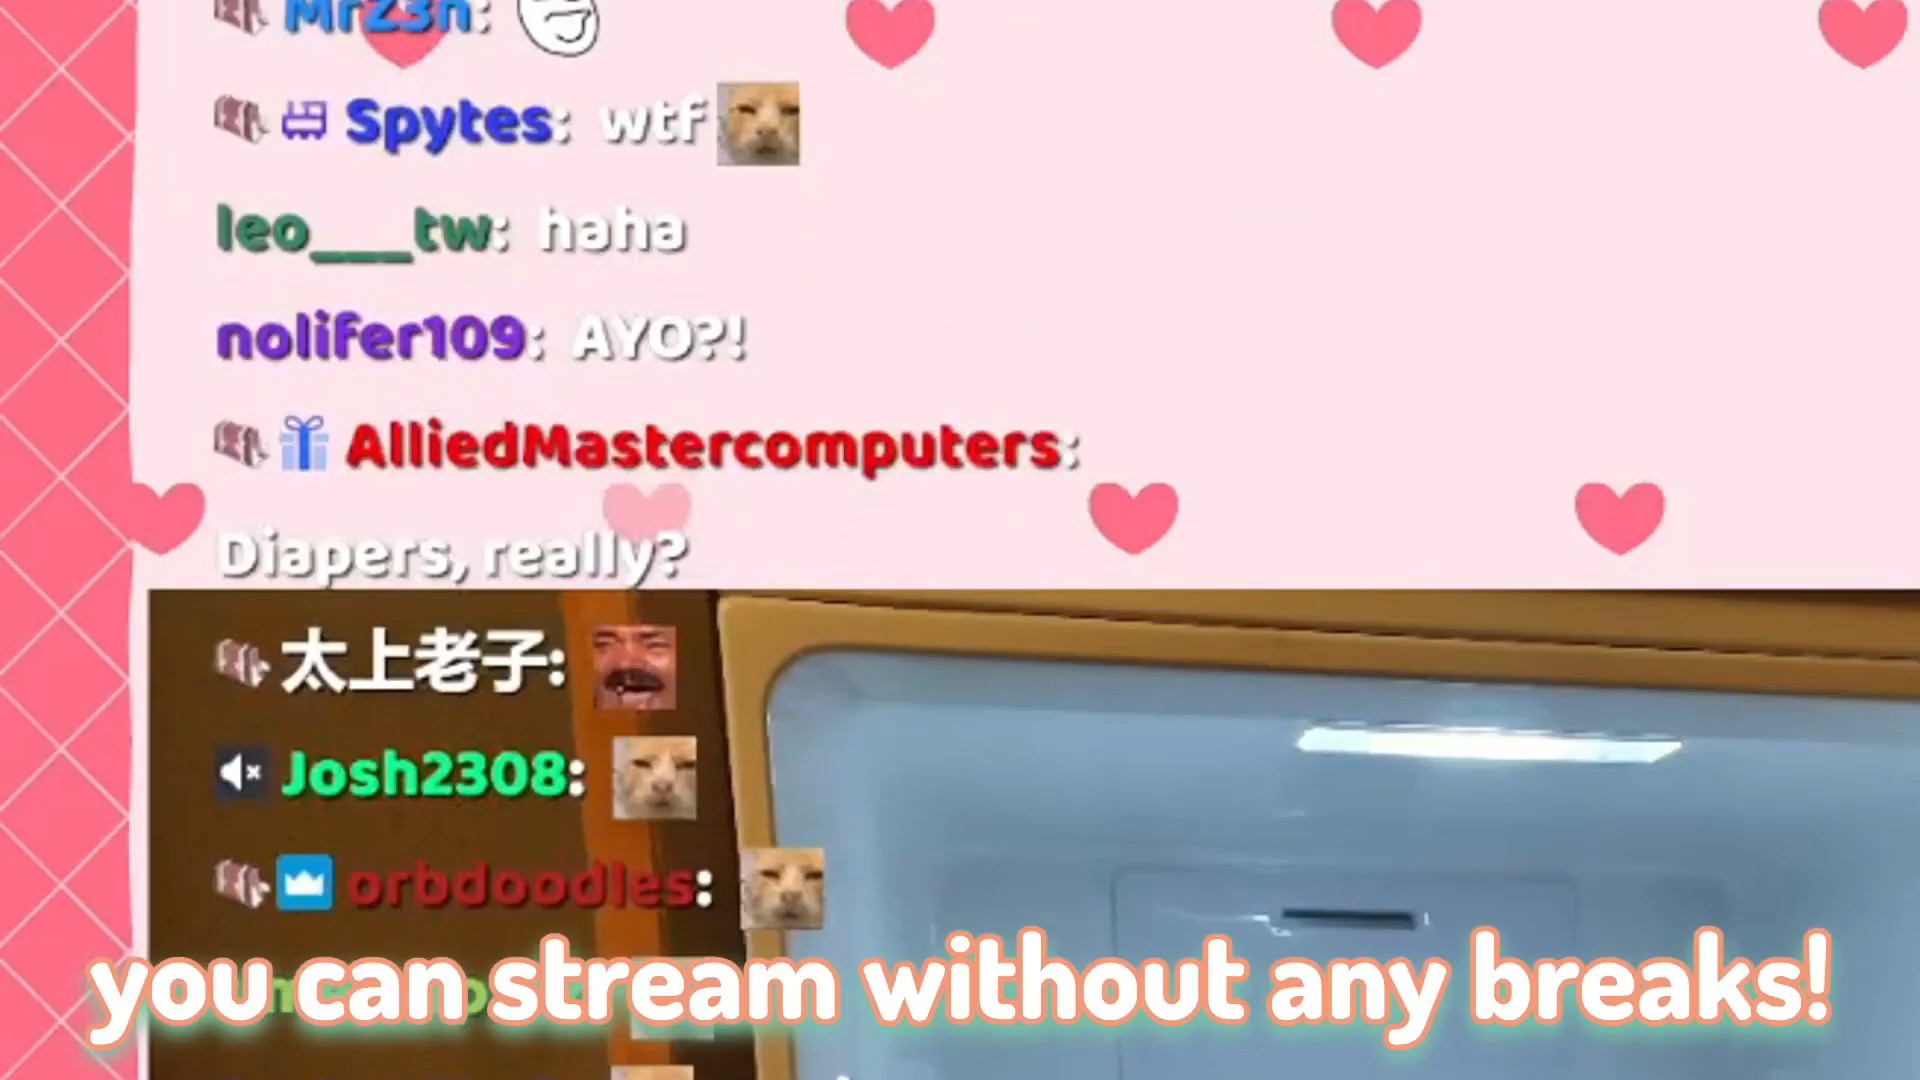 Mrz3n:
Spytes: wtf
leo___tw: haha
nolifer109: AYO?!
AlliedMastercomputers:
Diapers, really?
太上老子:
Josh2308:
orbdoodles:
you can stream without any breaks!